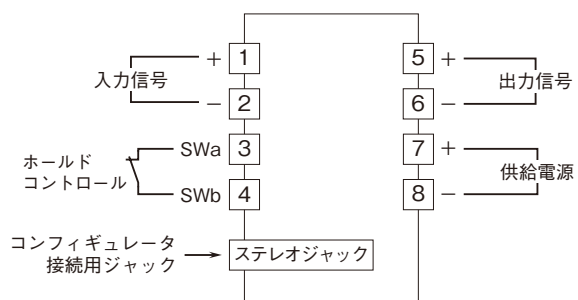 入力信号
+ 1
− 2
ホールド
コントロール
SWa 3
SWb 4
コンフィギュレータ
接続用ジャック
ステレオジャック
5 +
6 −
出力信号
7 +
8 −
供給電源